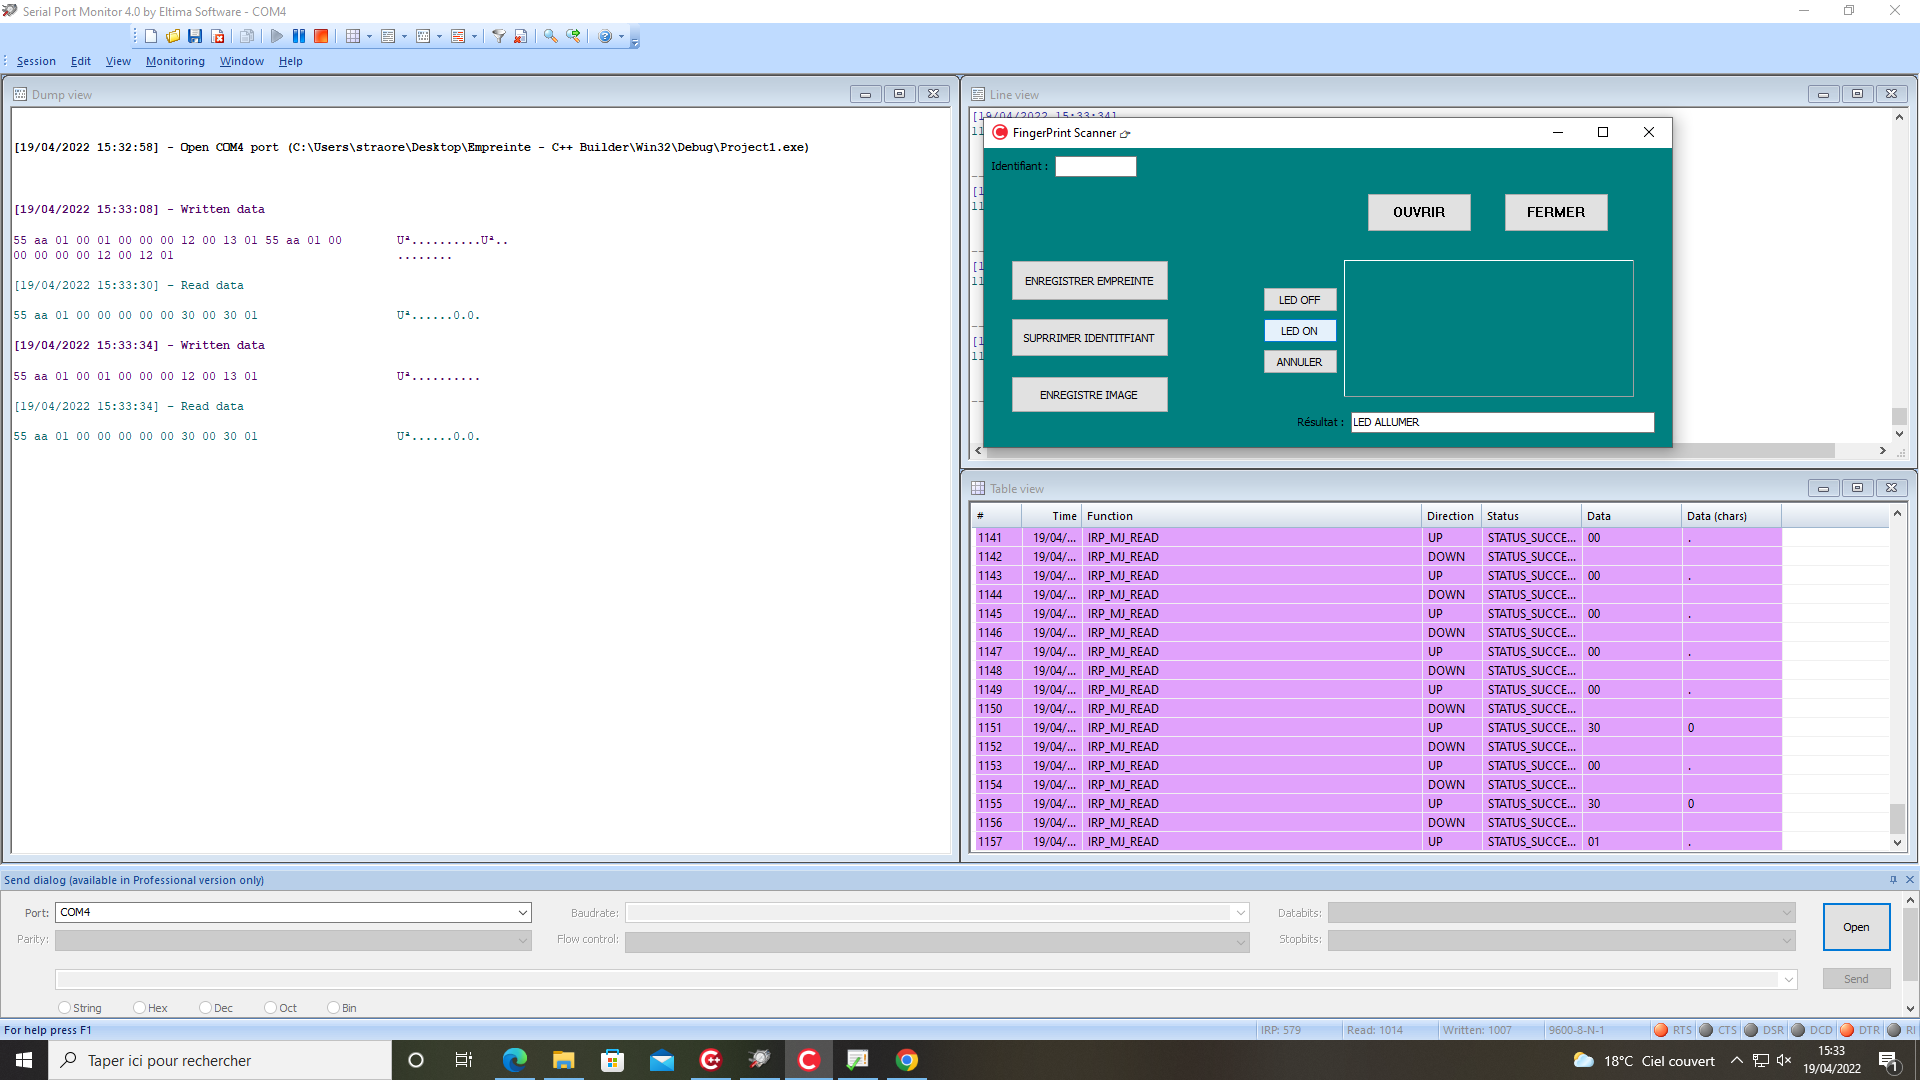 Serial Port Monitor 4.0 by Eltima Software - COM4
Session Edit View Monitoring Window Help
Dump view
[19/04/2022 15:32:58] - Open COM4 port (C:\Users\straore\Desktop\Empreinte - C++ Builder\Win32\Debug\Project1.exe)
[19/04/2022 15:33:08] - Written data
55 aa 01 00 01 00 00 00 12 00 13 01 55 aa 01 00 Uª..........Uª..
00 00 00 00 12 00 12 01 ........
[19/04/2022 15:33:30] - Read data
55 aa 01 00 00 00 00 00 30 00 30 01 Uª......0.0.
[19/04/2022 15:33:34] - Written data
55 aa 01 00 01 00 00 00 12 00 13 01 Uª..........
[19/04/2022 15:33:34] - Read data
55 aa 01 00 00 00 00 00 30 00 30 01 Uª......0.0.
Line view
[19/04/2022 15:33:34]
FingerPrint Scanner
Identifiant :
OUVRIR
FERMER
ENREGISTRER EMPREINTE
SUPRRIMER IDENTITFIANT
ENREGISTRE IMAGE
LED OFF
LED ON
ANNULER
Résultat : LED ALLUMER
Table view
# Time Function Direction Status Data Data (chars)
1141 19/04/... IRP_MJ_READ UP STATUS_SUCCE... 00 .
1142 19/04/... IRP_MJ_READ DOWN STATUS_SUCCE...
1143 19/04/... IRP_MJ_READ UP STATUS_SUCCE... 00 .
1144 19/04/... IRP_MJ_READ DOWN STATUS_SUCCE...
1145 19/04/... IRP_MJ_READ UP STATUS_SUCCE... 00 .
1146 19/04/... IRP_MJ_READ DOWN STATUS_SUCCE...
1147 19/04/... IRP_MJ_READ UP STATUS_SUCCE... 00 .
1148 19/04/... IRP_MJ_READ DOWN STATUS_SUCCE...
1149 19/04/... IRP_MJ_READ UP STATUS_SUCCE... 00 .
1150 19/04/... IRP_MJ_READ DOWN STATUS_SUCCE...
1151 19/04/... IRP_MJ_READ UP STATUS_SUCCE... 30 0
1152 19/04/... IRP_MJ_READ DOWN STATUS_SUCCE...
1153 19/04/... IRP_MJ_READ UP STATUS_SUCCE... 00 .
1154 19/04/... IRP_MJ_READ DOWN STATUS_SUCCE...
1155 19/04/... IRP_MJ_READ UP STATUS_SUCCE... 30 0
1156 19/04/... IRP_MJ_READ DOWN STATUS_SUCCE...
1157 19/04/... IRP_MJ_READ UP STATUS_SUCCE... 01 .
Send dialog (available in Professional version only)
Port: COM4 Baudrate: Databits: Open
Parity: Flow control: Stopbits:
Send
String Hex Dec Oct Bin
For help press F1 IRP: 579 Read: 1014 Written: 1007 9600-8-N-1 RTS CTS DSR DCD DTR RI
Taper ici pour rechercher
18°C Ciel couvert
15:33
19/04/2022
1